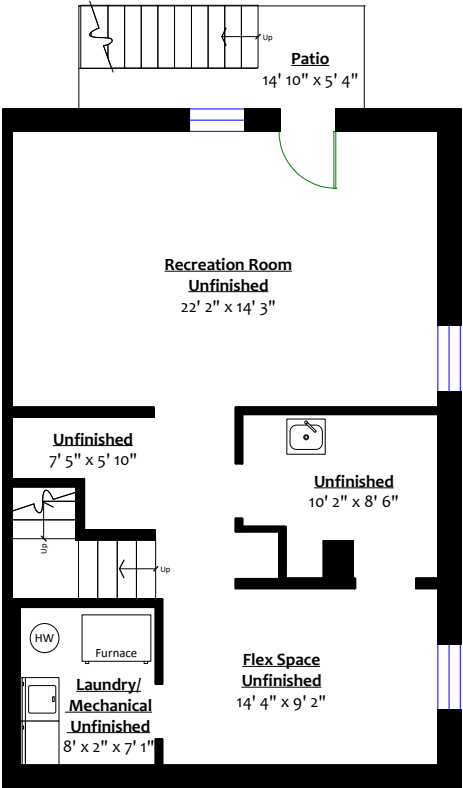 Up
Patio
14' 10" x 5' 4"
Recreation Room
Unfinished
22' 2" x 14' 3"
Unfinished
7' 5" x 5' 10"
Unfinished
10' 2" x 8' 6"
Up
Up
HW
Furnace
Laundry/
Mechanical
Unfinished
8' x 2" x 7' 1"
Flex Space
Unfinished
14' 4" x 9' 2"